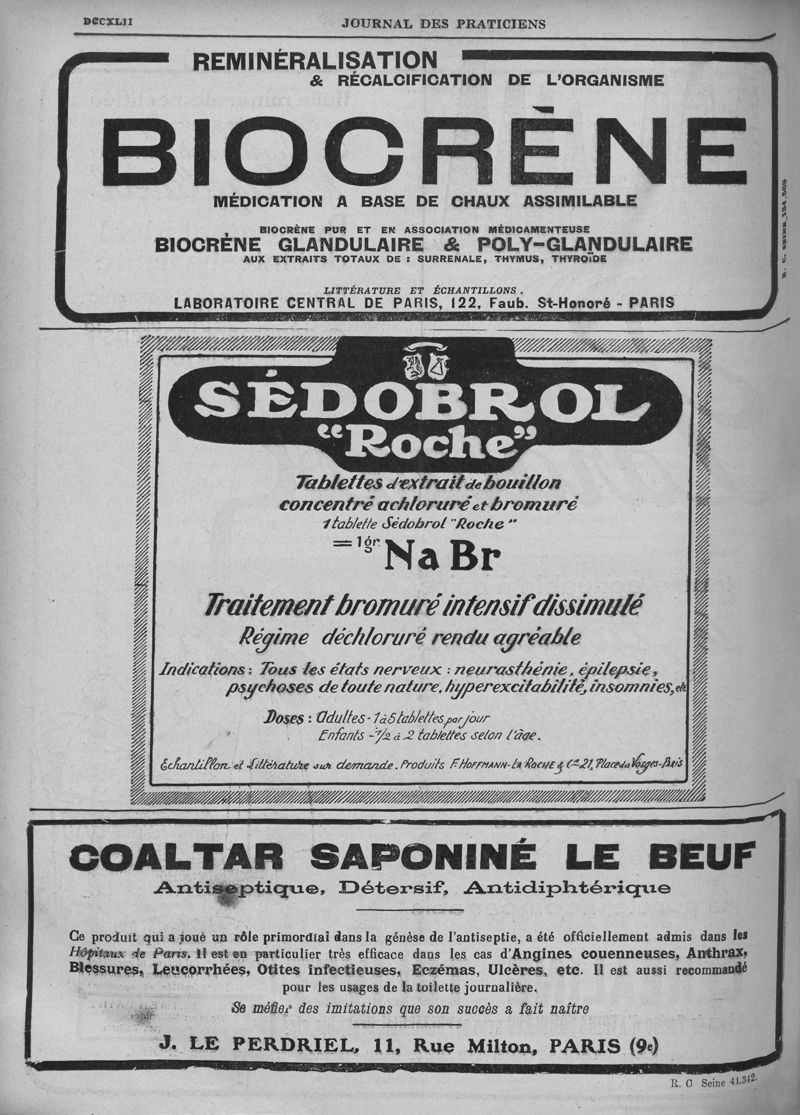 DCCXLII JOURNAL DES PRATICIENS
REMINÉRALISATION
& RÉCALCIFICATION DE L'ORGANISME
BIOCRÈNE
MÉDICATION A BASE DE CHAUX ASSIMILABLE
BIOCRÈNE PUR ET EN ASSOCIATION MÉDICAMENTEUSE
BIOCRÈNE GLANDULAIRE & POLY-GLANDULAIRE
AUX EXTRAITS TOTAUX DE : SURRENALE, THYMUS, THYROÏDE
LITTÉRATURE ET ÉCHANTILLONS.
LABORATOIRE CENTRAL DE PARIS, 122, Faub. St-Honoré - PARIS
R. C. SEINE
SÉDOBROL
"Roche"
Tablettes d'extrait de bouillon
concentré achloruré et bromuré
1 tablette Sédobrol "Roche"
= 1 gr Na Br
Traitement bromuré intensif dissimulé
Régime déchloruré rendu agréable
Indications : Tous les états nerveux : neurasthénie, épilepsie,
psychoses de toute nature, hyperexcitabilité, insomnies, etc
Doses : Adultes - 1 à 5 tablettes par jour
Enfants - 1/2 à 2 tablettes selon l'âge.
Echantillon et Littérature sur demande. Produits F. HOFFMANN-LA ROCHE & Cie 21, Place des Vosges-Paris
COALTAR SAPONINÉ LE BEUF
Antiseptique, Détersif, Antidiphtérique
Ce produit qui a joué un rôle primordial dans la génèse de l'antiseptie, a été officiellement admis dans les
Hôpitaux de Paris. Il est en particulier très efficace dans les cas d'Angines couenneuses, Anthrax,
Blessures, Leucorrhées, Otites infectieuses, Eczémas, Ulcères, etc. Il est aussi recommandé
pour les usages de la toilette journalière.
Se méfier des imitations que son succès a fait naître
J. LE PERDRIEL, 11, Rue Milton, PARIS (9e)
R. C Seine 41.342.